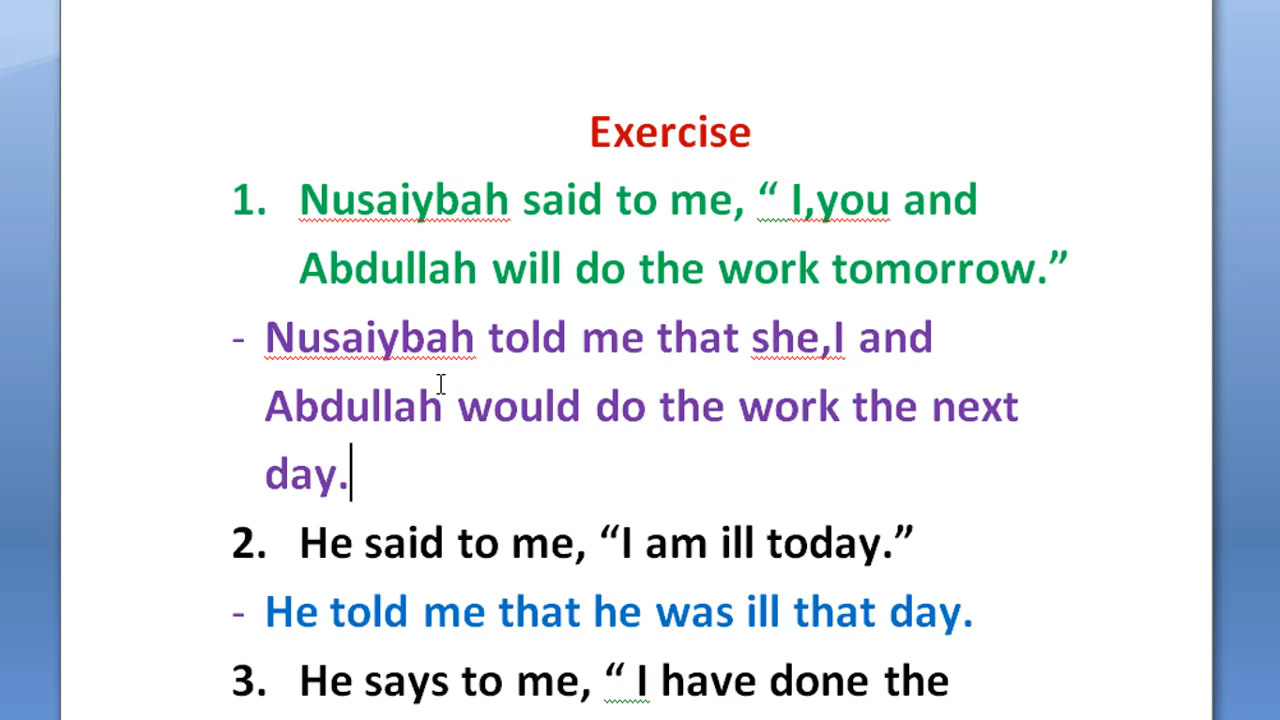 Exercise
1. Nusaiybah said to me, “ I,you and
Abdullah will do the work tomorrow.”
- Nusaiybah told me that she,I and
Abdullah would do the work the next
day.
2. He said to me, “I am ill today.”
- He told me that he was ill that day.
3. He says to me, “ I have done the